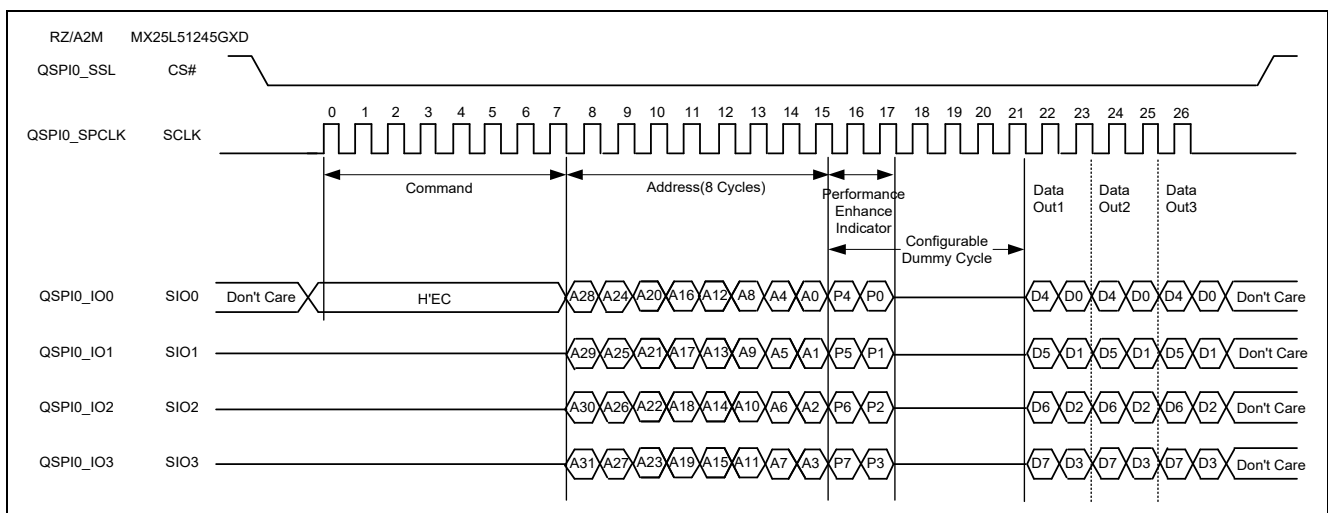 RZ/A2M MX25L51245GXD
QSPI0_SSL CS#
0 1 2 3 4 5 6 7 8 9 10 11 12 13 14 15 16 17 18 19 20 21 22 23 24 25 26
QSPI0_SPCLK SCLK
Command
Address(8 Cycles)
Performance
Enhance
Indicator
Configurable
Dummy Cycle
Data
Out1
Data
Out2
Data
Out3
QSPI0_IO0 SIO0 Don't Care H'EC A28 A24 A20 A16 A12 A8 A4 A0 P4 P0 D4 D0 D4 D0 D4 D0 Don't Care
QSPI0_IO1 SIO1 A29 A25 A21 A17 A13 A9 A5 A1 P5 P1 D5 D1 D5 D1 D5 D1 Don't Care
QSPI0_IO2 SIO2 A30 A26 A22 A18 A14 A10 A6 A2 P6 P2 D6 D2 D6 D2 D6 D2 Don't Care
QSPI0_IO3 SIO3 A31 A27 A23 A19 A15 A11 A7 A3 P7 P3 D7 D3 D7 D3 D7 D3 Don't Care